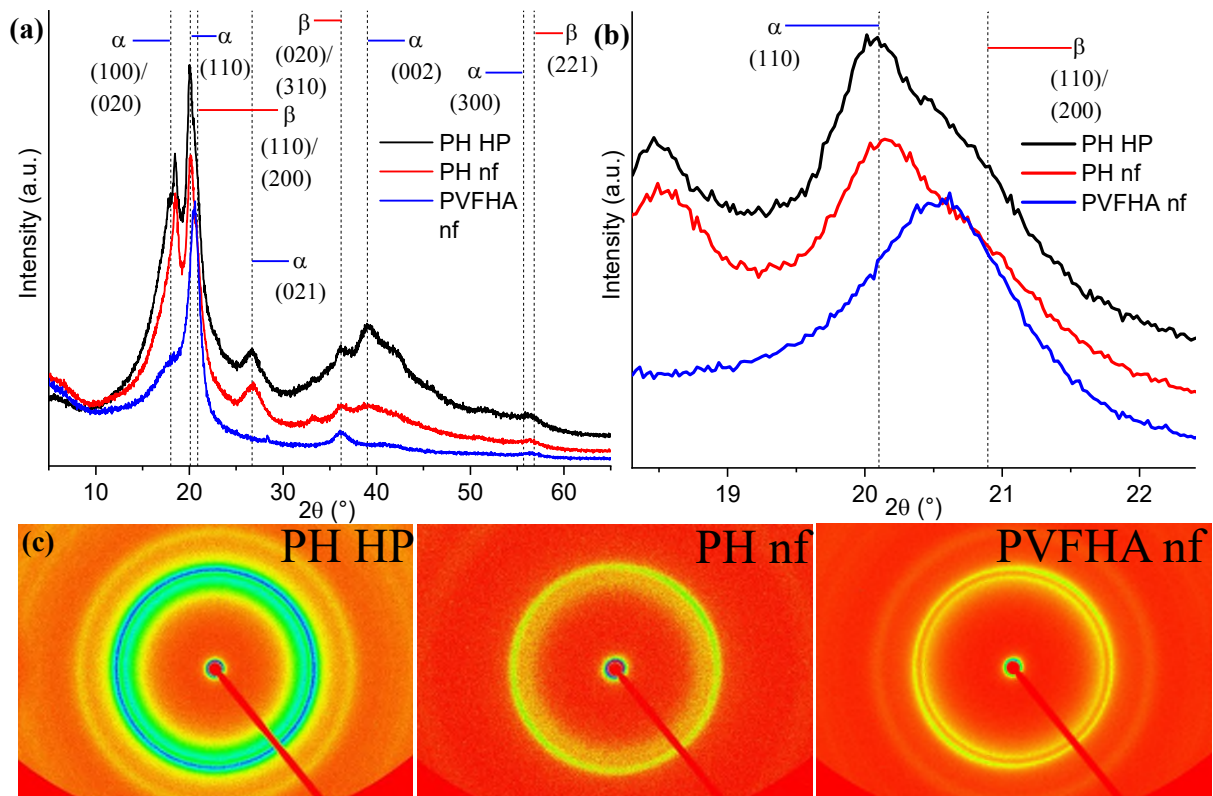 (a)
α
(100)/
(020)
α
(110)
β
(020)/
(310)
α
(002)
α
(300)
β
(221)
β
(110)/
(200)
α
(021)
PH HP
PH nf
PVFHA
nf
Intensity (a.u.)
10 20 30 40 50 60
2θ (°)
(b)
α
(110)
β
(110)/
(200)
PH HP
PH nf
PVFHA nf
Intensity (a.u.)
19 20 21 22
2θ (°)
(c)
PH HP
PH nf
PVFHA nf